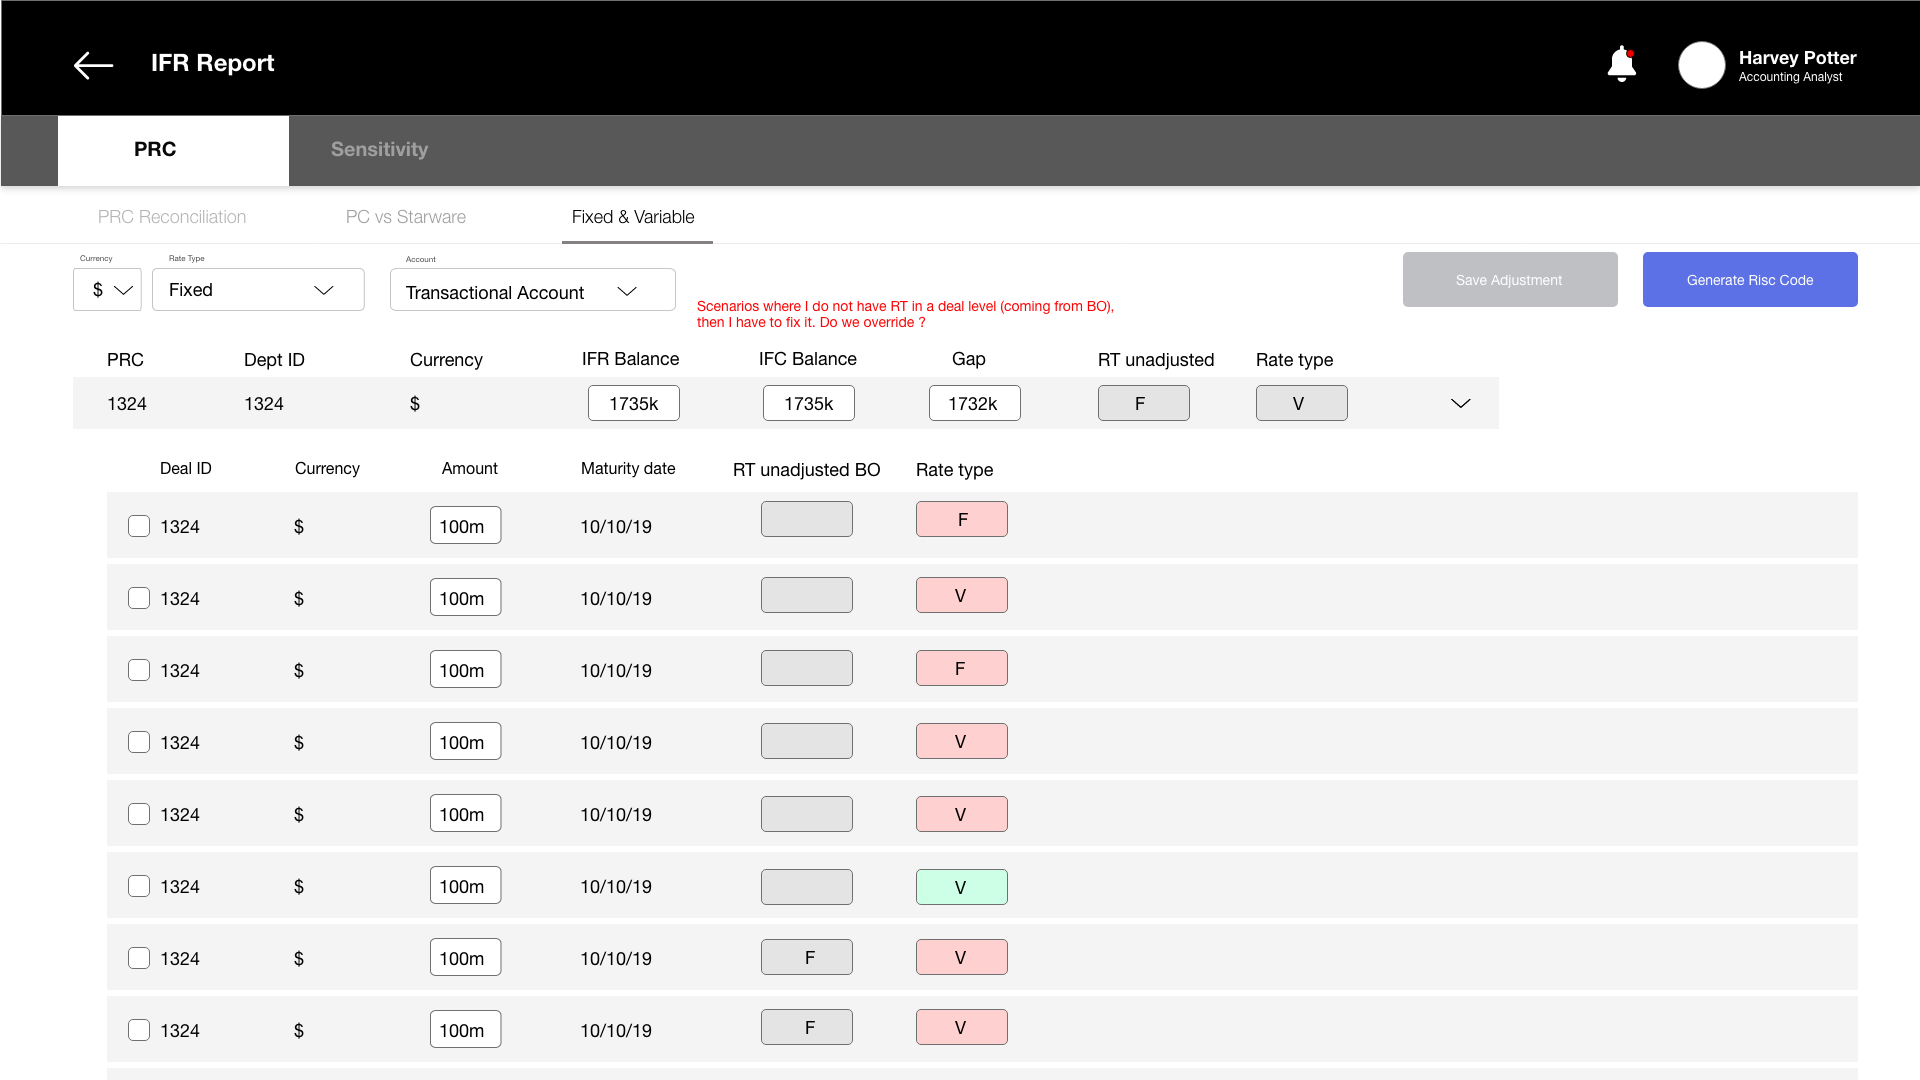 IFR Report
Harvey Potter
Accounting Analyst
PRC Sensitivity
PRC Reconciliation PC vs Starware Fixed & Variable
Currency Rate Type Account
$ Fixed Transactional Account
Save Adjustment Generate Risc Code
Scenarios where I do not have RT in a deal level (coming from BO),
then I have to fix it. Do we override ?
PRC Dept ID Currency IFR Balance IFC Balance Gap RT unadjusted Rate type
1324 1324 $ 1735k 1735k 1732k F V
Deal ID Currency Amount Maturity date RT unadjusted BO Rate type
1324 $ 100m 10/10/19 F
1324 $ 100m 10/10/19 V
1324 $ 100m 10/10/19 F
1324 $ 100m 10/10/19 V
1324 $ 100m 10/10/19 V
1324 $ 100m 10/10/19 V
1324 $ 100m 10/10/19 F V
1324 $ 100m 10/10/19 F V